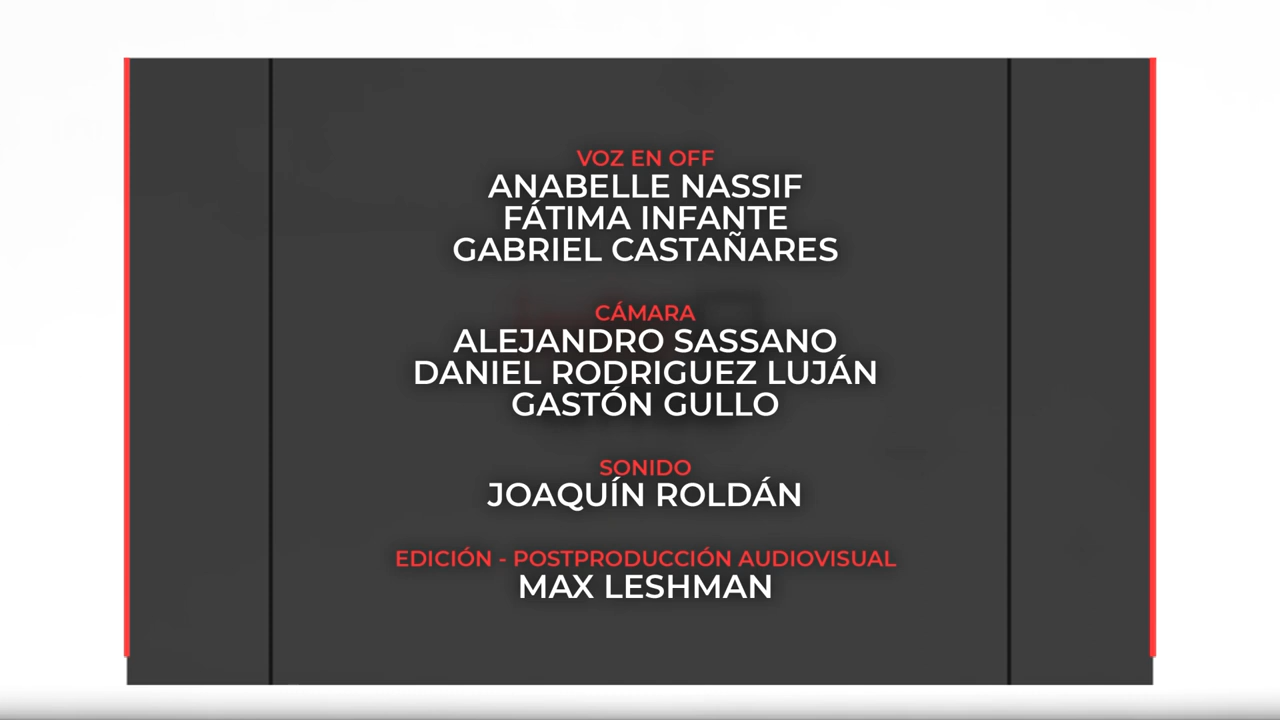 VOZ EN OFF
ANABELLE NASSIF
FÁTIMA INFANTE
GABRIEL CASTAÑARES
CÁMARA
ALEJANDRO SASSANO
DANIEL RODRIGUEZ LUJÁN
GASTÓN GULLO
SONIDO
JOAQUÍN ROLDÁN
EDICIÓN - POSTPRODUCCIÓN AUDIOVISUAL
MAX LESHMAN